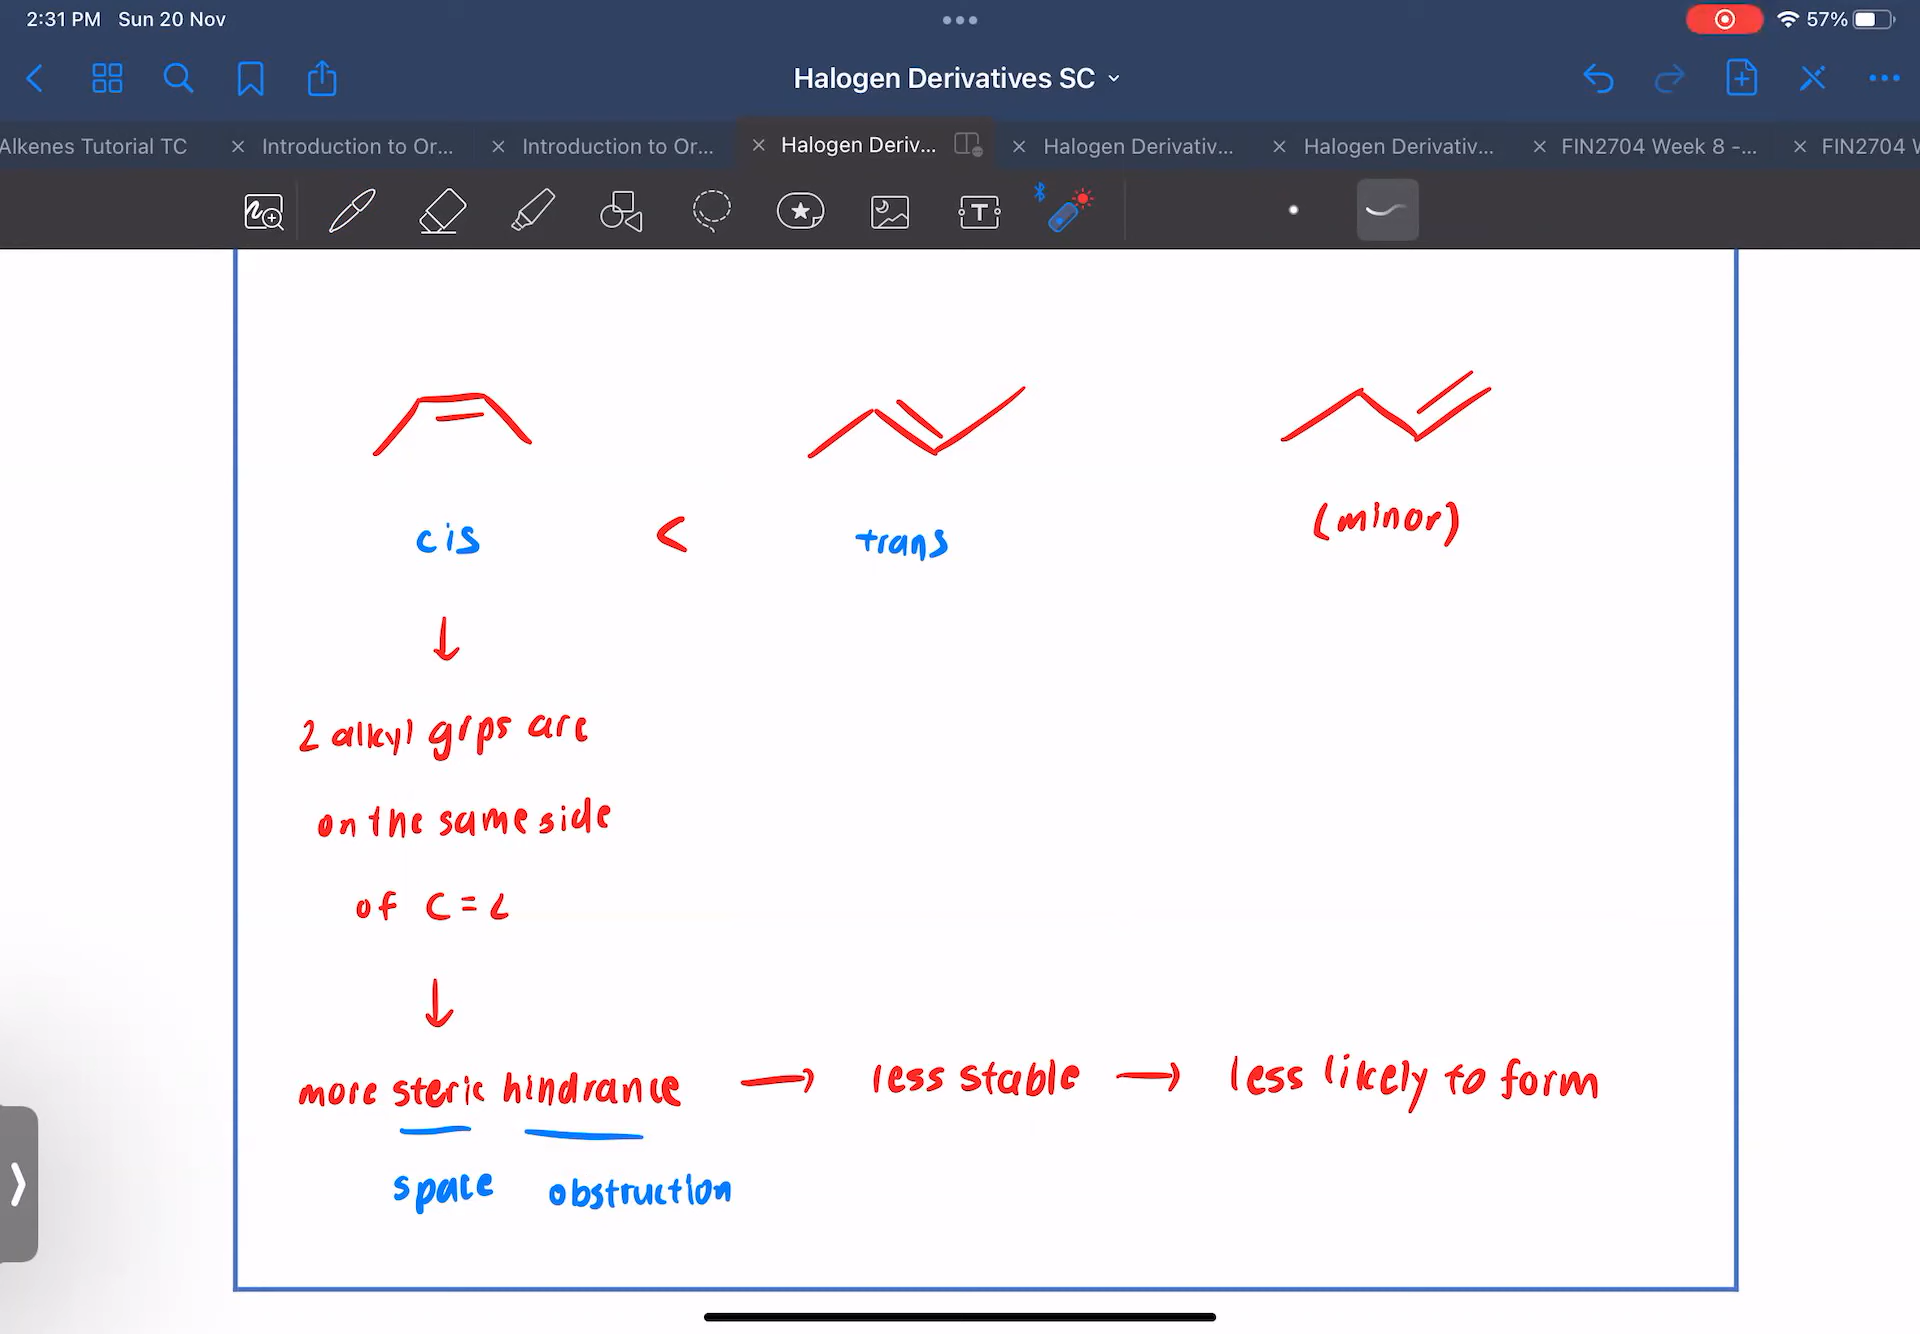 2:31 PM Sun 20 Nov
57%
Halogen Derivatives SC
Alkenes Tutorial TC
Introduction to Or...
Introduction to Or...
Halogen Deriv...
Halogen Derivativ...
Halogen Derivativ...
FIN2704 Week 8 -...
FIN2704 W
T
cis < trans (minor)
↓
2 alkyl grps are
on the same side
of C=C
↓
more steric hindrance → less stable → less likely to form
space obstruction